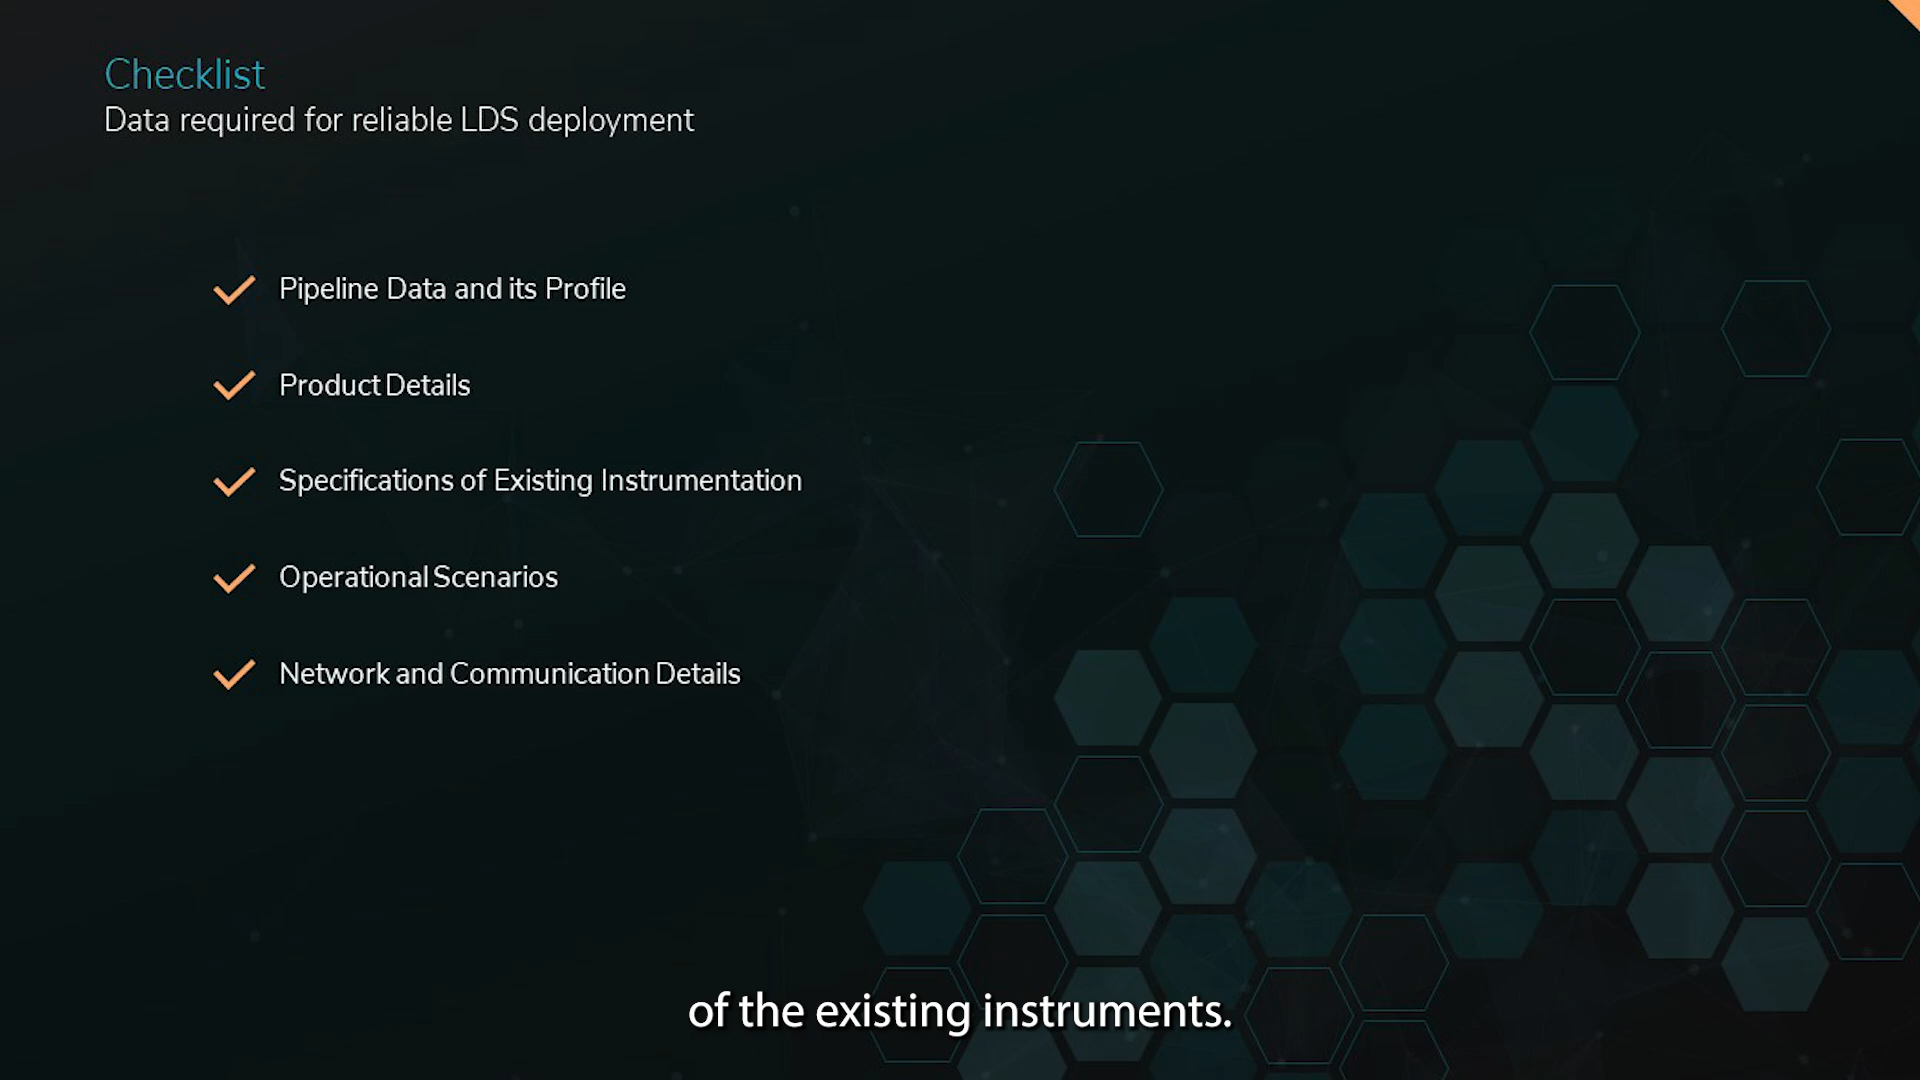 Checklist
Data required for reliable LDS deployment
Pipeline Data and its Profile
Product Details
Specifications of Existing Instrumentation
Operational Scenarios
Network and Communication Details
of the existing instruments.